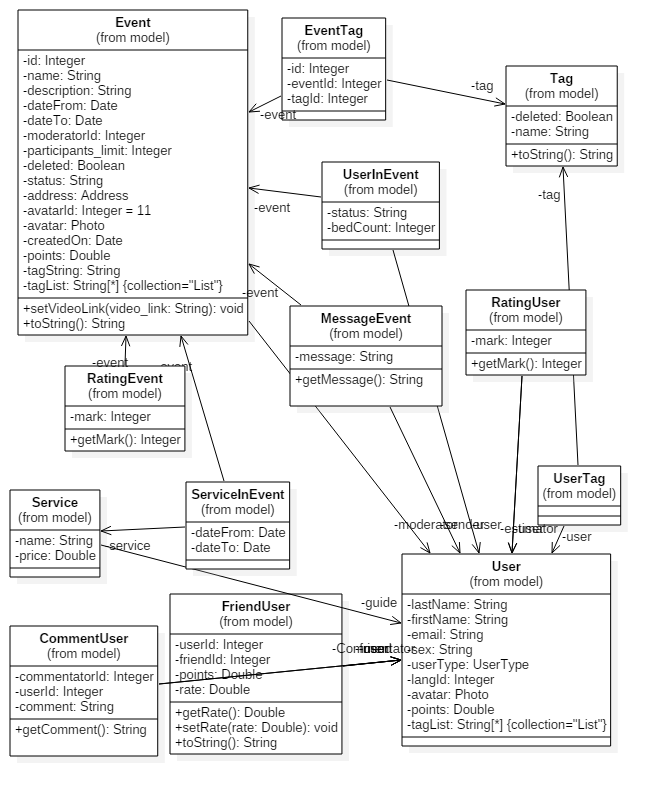 Event
(from model)
-id: Integer
-name: String
-description: String
-dateFrom: Date
-dateTo: Date
-moderatorId: Integer
-participants_limit: Integer
-deleted: Boolean
-status: String
-address: Address
-avatarId: Integer = 11
-avatar: Photo
-createdOn: Date
-points: Double
-tagString: String
-tagList: String[*] {collection="List"}
+setVideoLink(video_link: String): void
+toString(): String
EventTag
(from model)
-id: Integer
-eventId: Integer
-tagId: Integer
-event
-tag
Tag
(from model)
-deleted: Boolean
-name: String
+toString(): String
UserInEvent
(from model)
-status: String
-bedCount: Integer
-event
-tag
-event
MessageEvent
(from model)
-message: String
+getMessage(): String
RatingUser
(from model)
-mark: Integer
+getMark(): Integer
-event
RatingEvent
(from model)
-mark: Integer
+getMark(): Integer
UserTag
(from model)
-user
Service
(from model)
-name: String
-price: Double
-service
ServiceInEvent
(from model)
-dateFrom: Date
-dateTo: Date
-guide
User
(from model)
-lastName: String
-firstName: String
-email: String
-sex: String
-userType: UserType
-langId: Integer
-avatar: Photo
-points: Double
-tagList: String[*] {collection="List"}
FriendUser
(from model)
-userId: Integer
-friendId: Integer
-points: Double
-rate: Double
+getRate(): Double
+setRate(rate: Double): void
+toString(): String
CommentUser
(from model)
-commentatorId: Integer
-userId: Integer
-comment: String
+getComment(): String